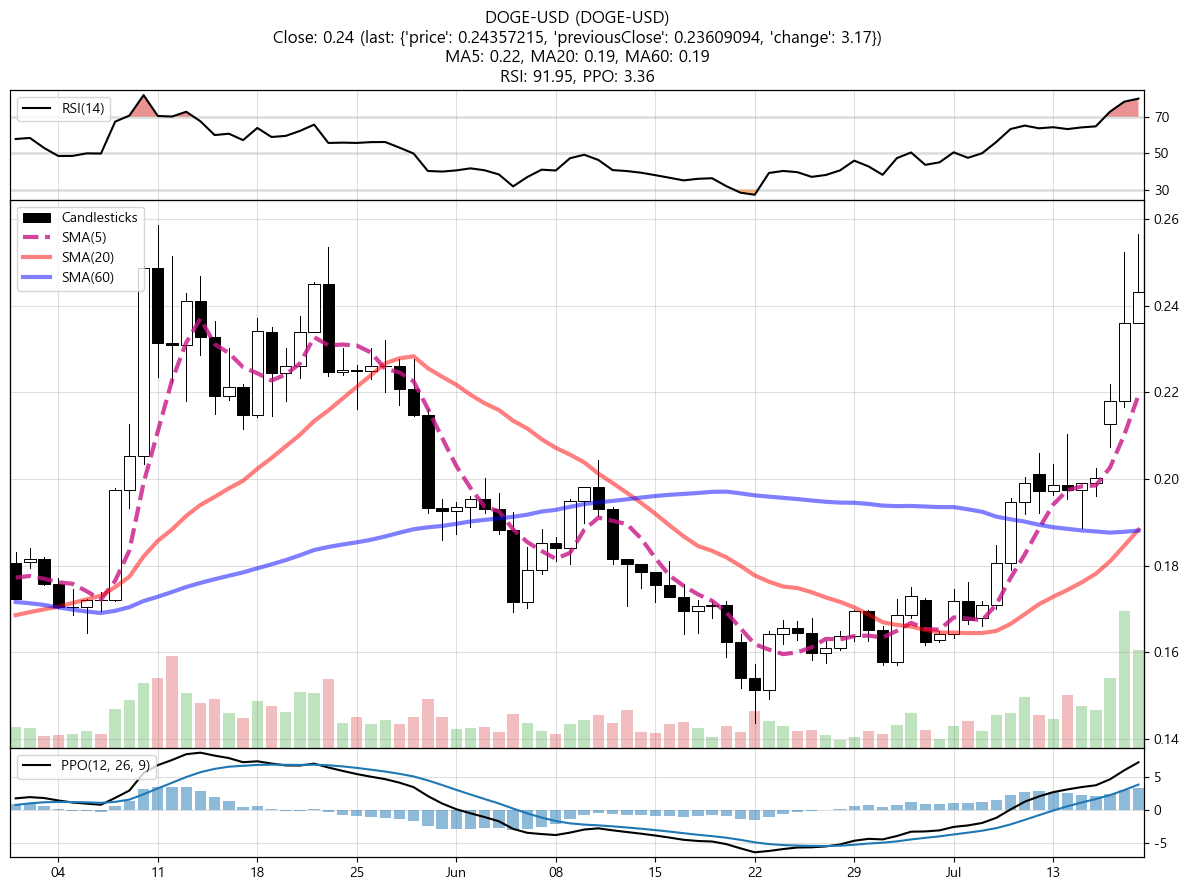 DOGE-USD (DOGE-USD)
Close: 0.24 (last: {'price': 0.24357215, 'previousClose': 0.23609094, 'change': 3.17})
MA5: 0.22, MA20: 0.19, MA60: 0.19
RSI: 91.95, PPO: 3.36
RSI(14)
70
50
30
Candlesticks
SMA(5)
SMA(20)
SMA(60)
0.26
0.24
0.22
0.20
0.18
0.16
0.14
PPO(12, 26, 9)
5
0
-5
04 11 18 25 Jun 08 15 22 29 Jul 13